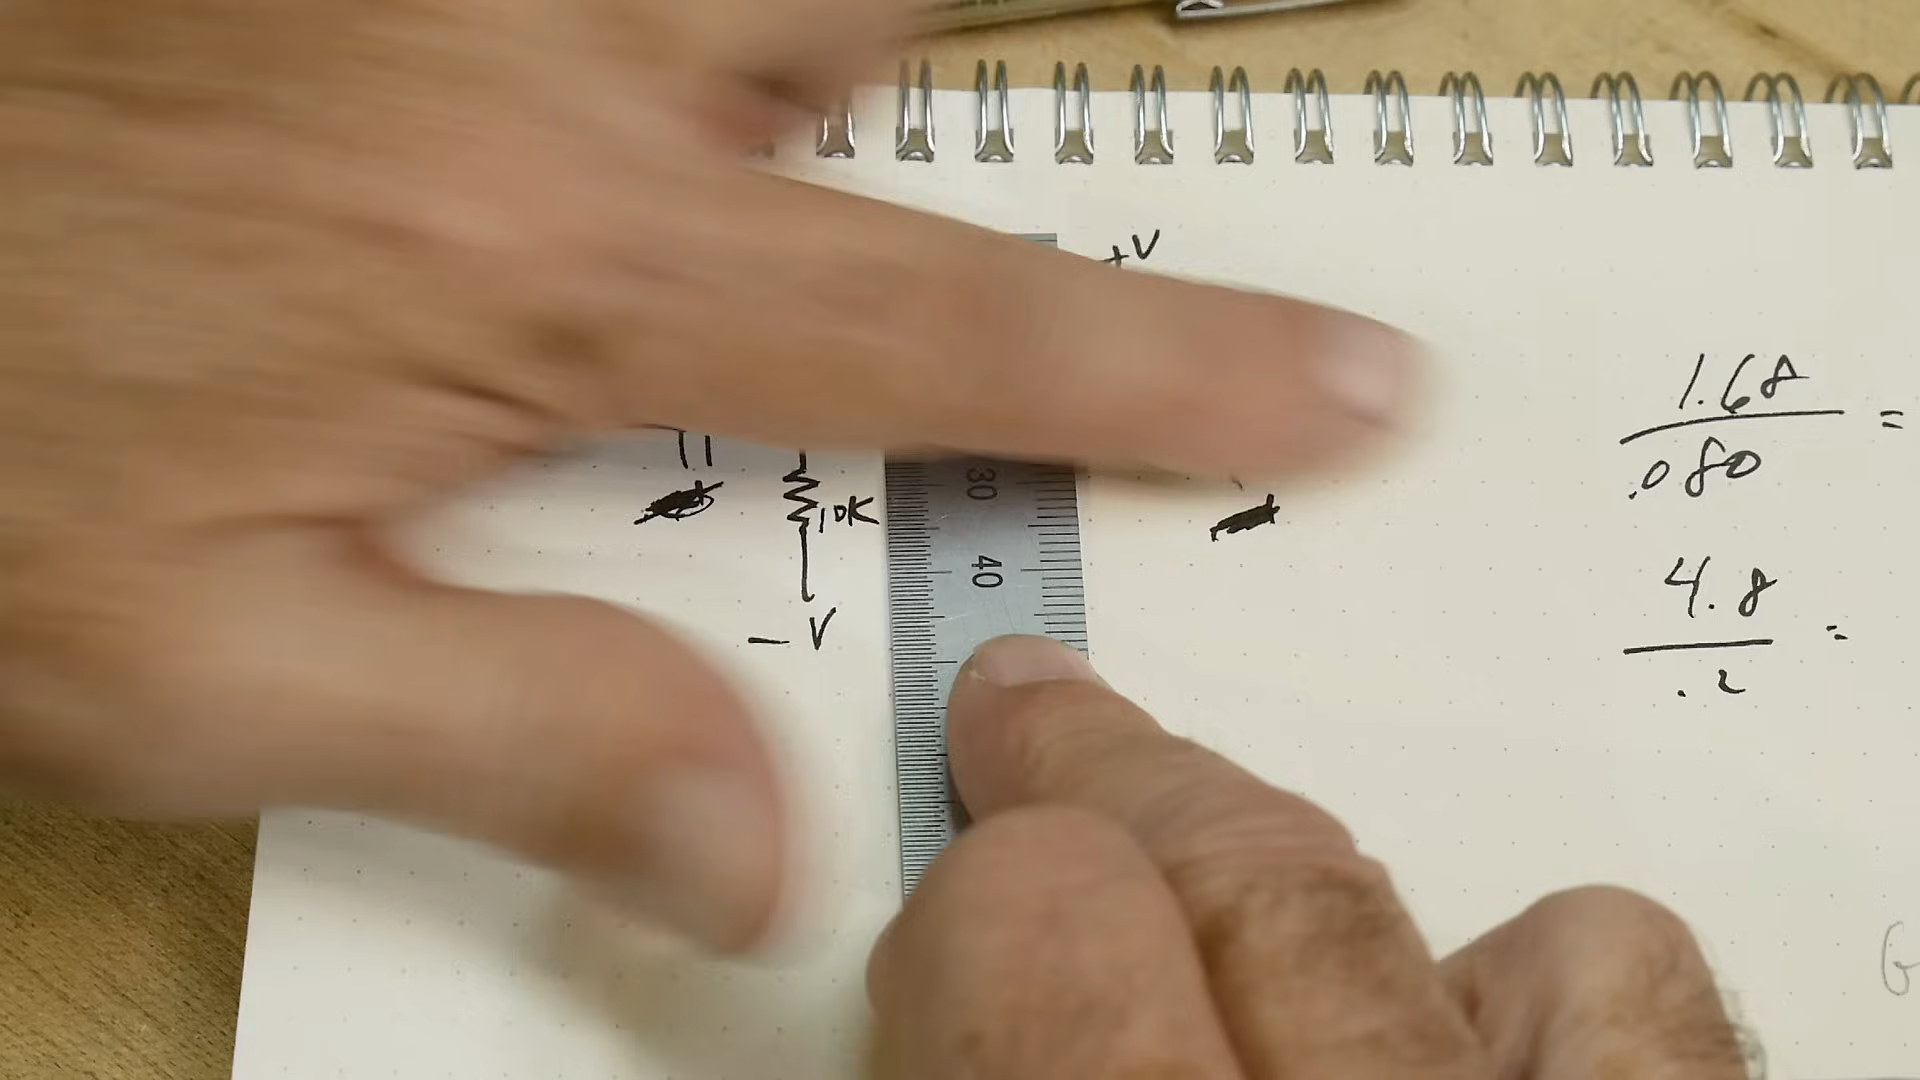 +V
30
10K
40
- V
1.68
=
.080
4.8
=
.2
G